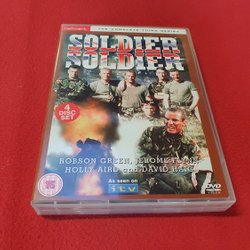 THE COMPLETE THIRD SERIES
SOLDIER
SOLDIER
4
DISC
SET
ROBSON GREEN, JEROME FLYNN,
HOLLY AIRD and DAVID HAIG
As seen on
itv
15
DVD